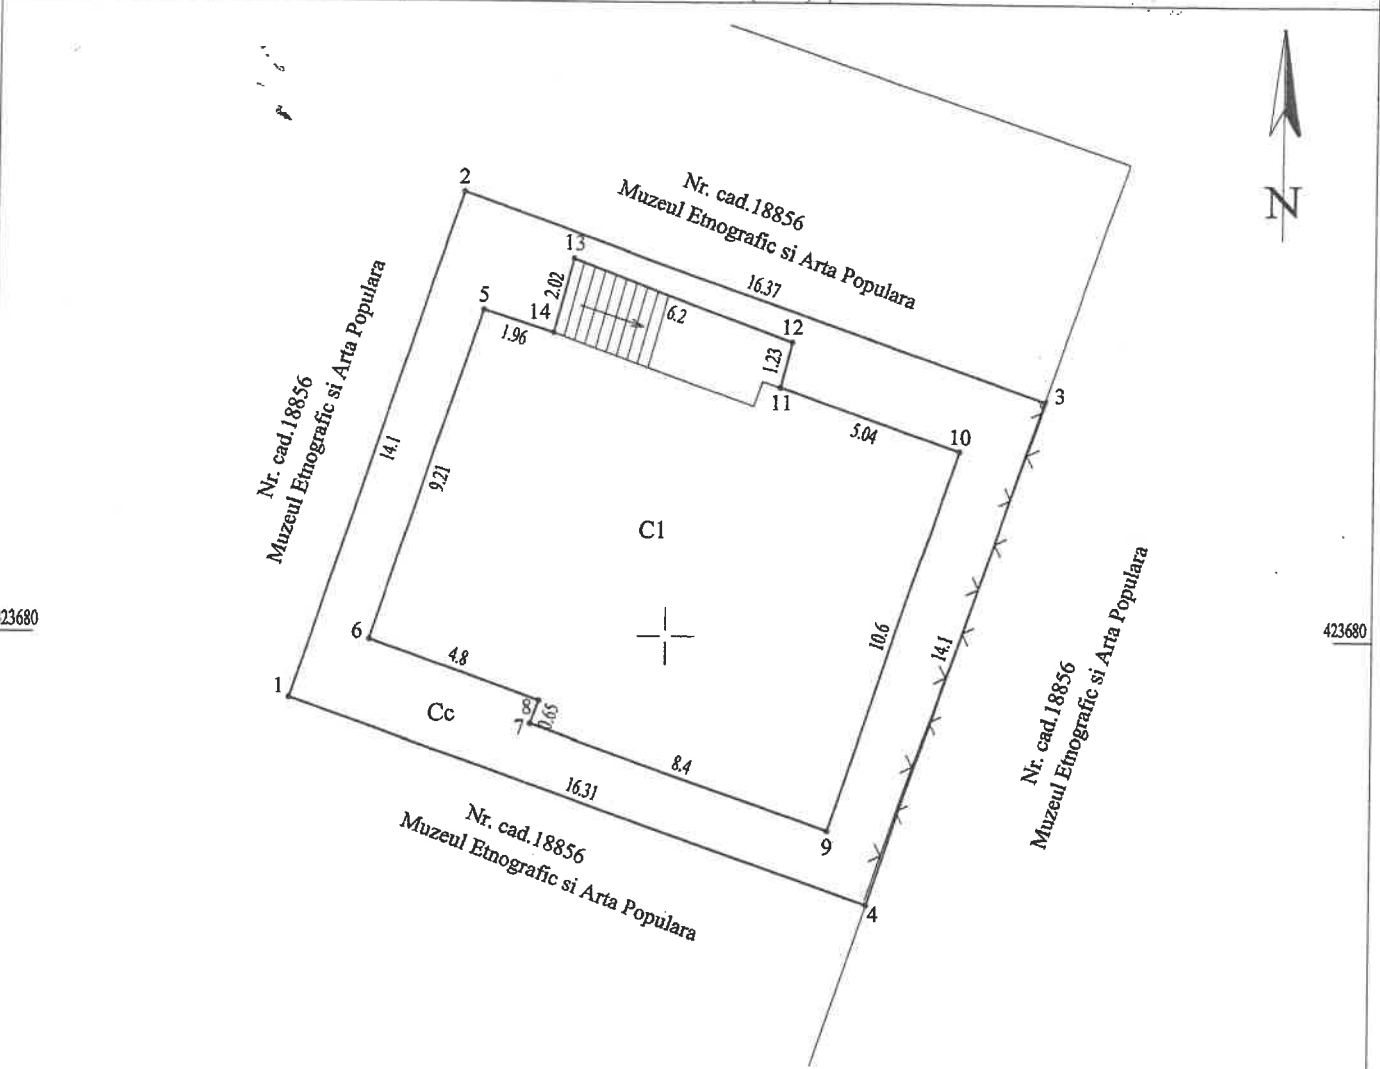 N
2
Nr. cad.18856
Muzeul Etnografic si Arta Populara
13
16.37
5
2.02
14
6.2
12
1.96
1.23
11
3
5.04
10
Nr. cad.18856
Muzeul Etnografic si Arta Populara
14.1
9.21
C1
10.6
14.1
Nr. cad.18856
Muzeul Etnografic si Arta Populara
23680
423680
6
4.8
1
Cc
8
0.65
7
8.4
16.31
9
4
Nr. cad.18856
Muzeul Etnografic si Arta Populara